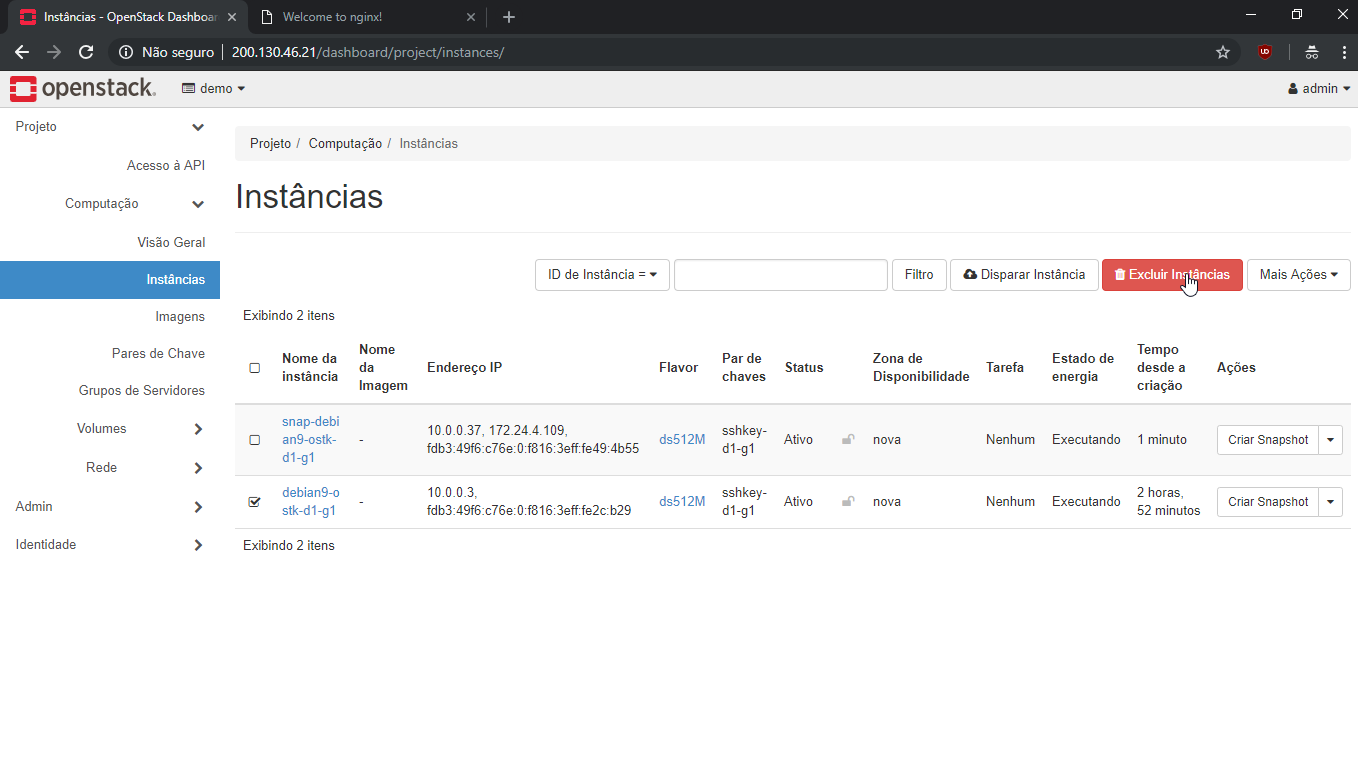 Instâncias - OpenStack Dashboar
Welcome to nginx!
Não seguro
200.130.46.21/dashboard/project/instances/
UD
openstack.
demo
admin
Projeto
Acesso à API
Computação
Visão Geral
Instâncias
Imagens
Pares de Chave
Grupos de Servidores
Volumes
Rede
Admin
Identidade
Projeto / Computação / Instâncias
Instâncias
ID de Instância =
Filtro
Disparar Instância
Excluir Instâncias
Mais Ações
Exibindo 2 itens
Nome da
instância
Nome
da
Imagem
Endereço IP
Flavor
Par de
chaves
Status
Zona de
Disponibilidade
Tarefa
Estado de
energia
Tempo
desde a
criação
Ações
snap-debi
an9-ostk-
d1-g1
-
10.0.0.37, 172.24.4.109,
fdb3:49f6:c76e:0:f816:3eff:fe49:4b55
ds512M
sshkey-
d1-g1
Ativo
nova
Nenhum
Executando
1 minuto
Criar Snapshot
debian9-o
stk-d1-g1
-
10.0.0.3,
fdb3:49f6:c76e:0:f816:3eff:fe2c:b29
ds512M
sshkey-
d1-g1
Ativo
nova
Nenhum
Executando
2 horas,
52 minutos
Criar Snapshot
Exibindo 2 itens